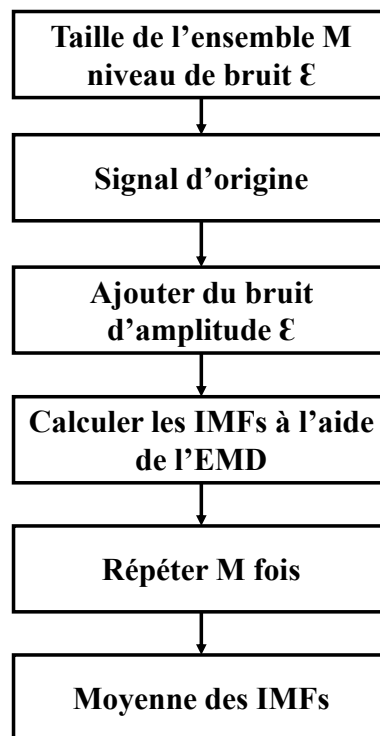 Taille de l’ensemble M
niveau de bruit Ɛ
Signal d’origine
Ajouter du bruit
d’amplitude Ɛ
Calculer les IMFs à l’aide
de l’EMD
Répéter M fois
Moyenne des IMFs